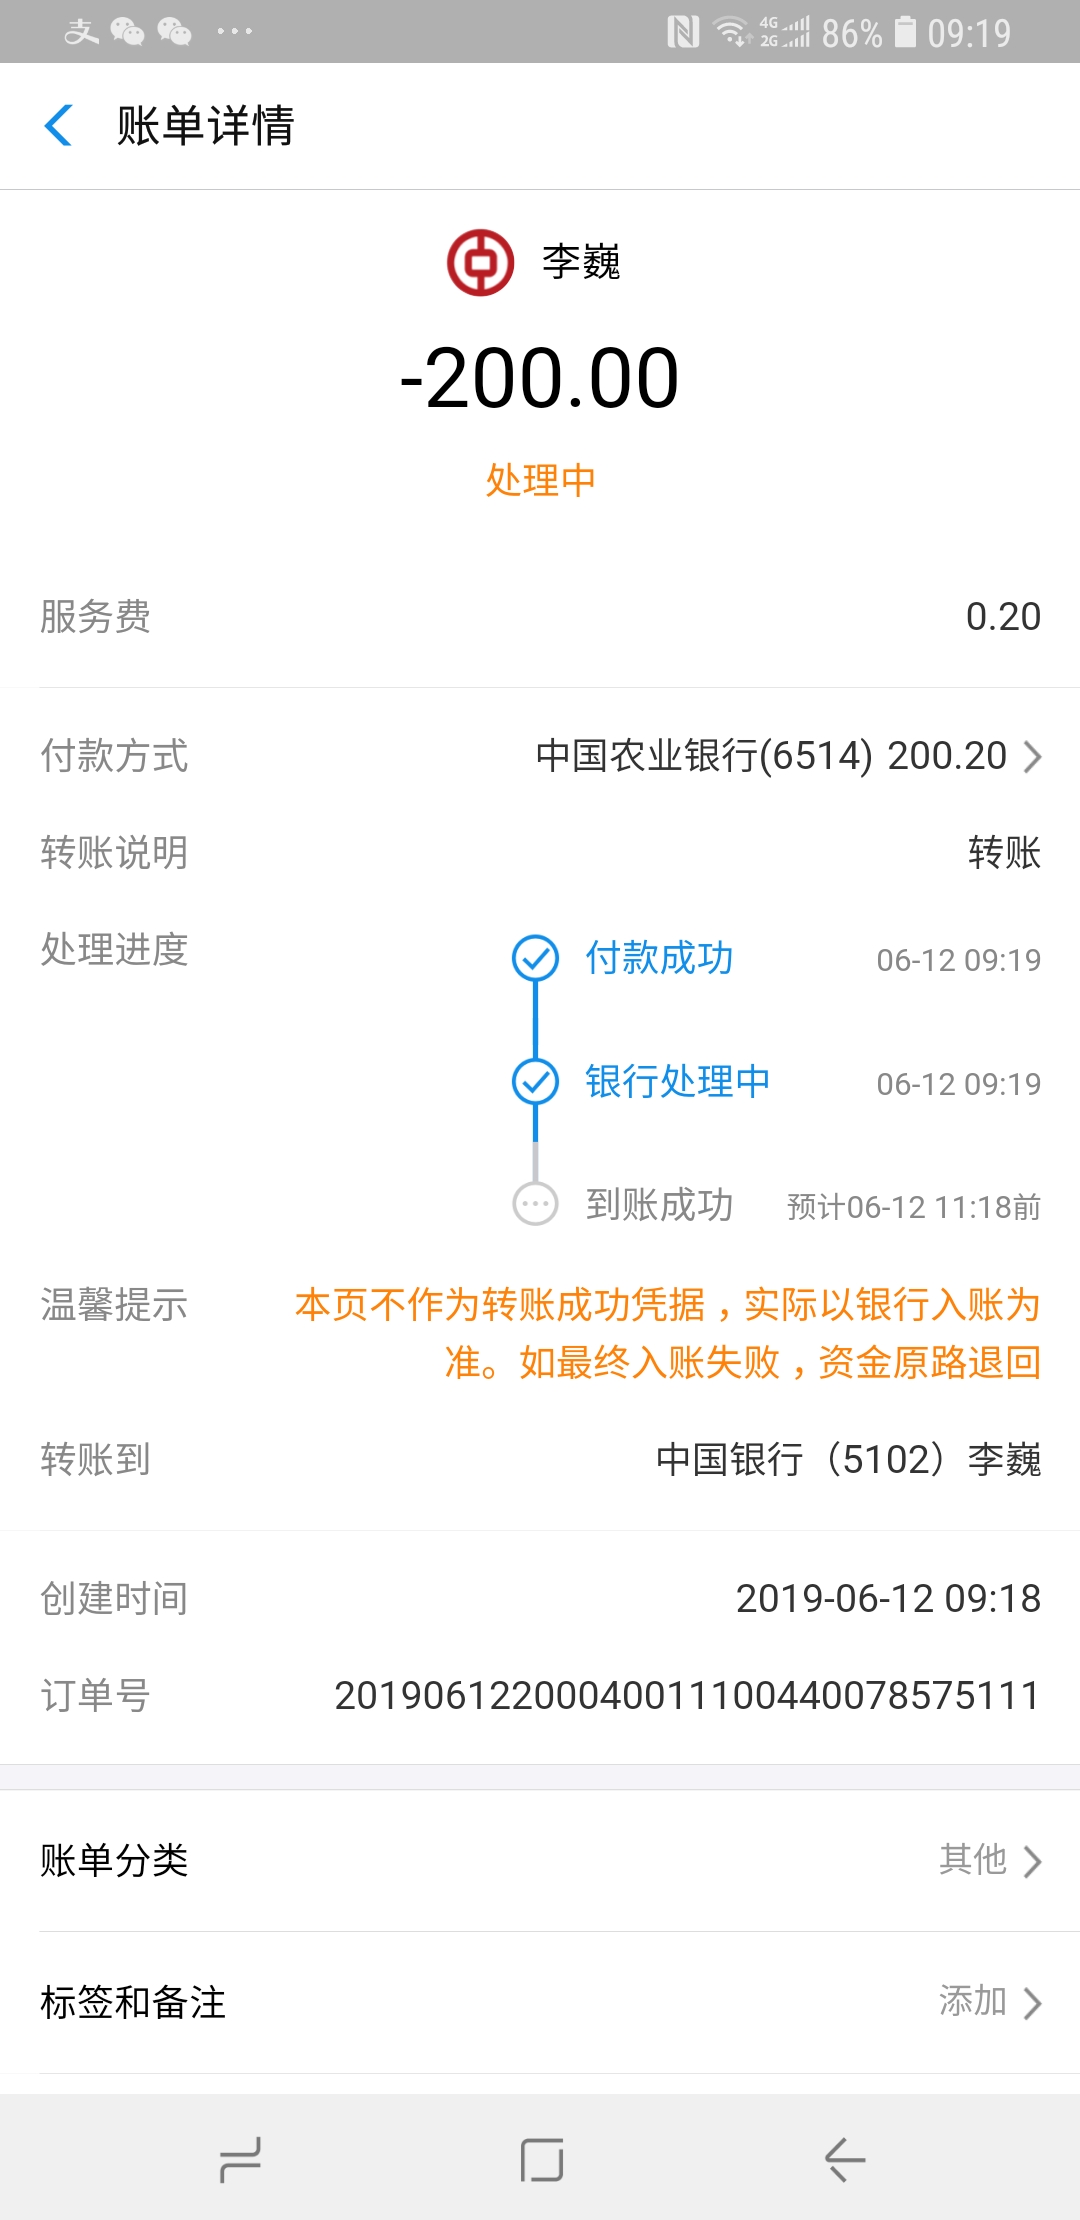 支 4G 2G 86% 09:19
账单详情
李巍
-200.00
处理中
服务费 0.20
付款方式 中国农业银行(6514) 200.20
转账说明 转账
处理进度 付款成功 06-12 09:19
银行处理中 06-12 09:19
到账成功 预计06-12 11:18前
温馨提示 本页不作为转账成功凭据，实际以银行入账为
准。如最终入账失败，资金原路退回
转账到 中国银行（5102）李巍
创建时间 2019-06-12 09:18
订单号 20190612200040011100440078575111
账单分类 其他
标签和备注 添加